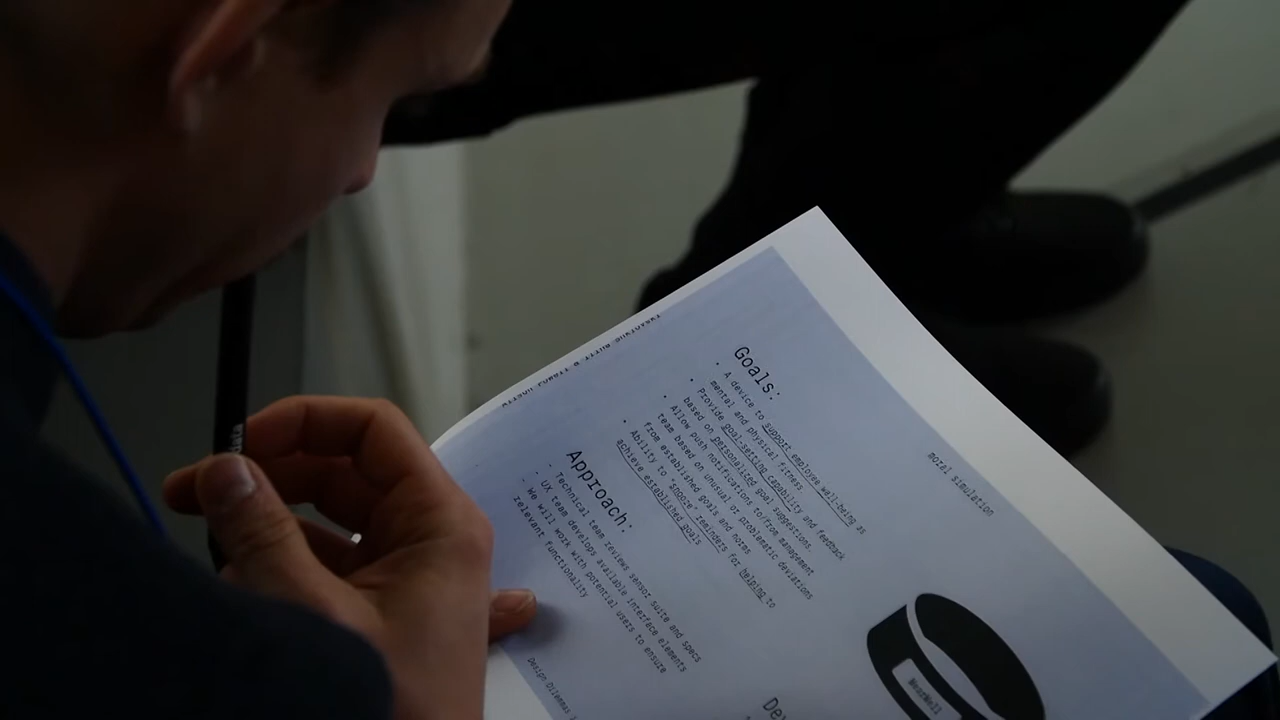 moral simulation
Goals:
· A device to support employee well-being as
mental and physical fitness
· Provide goal-setting capability and feedback
based on personalized goal suggestions.
· Allow push notifications to/from management
team based on unusual or problematic deviations
from established goals and norms
· Ability to "snooze" reminders for helping to
achieve established goals
Approach:
- Technical team reviews sensor suite and specs
- UX team develops available interface elements
- We will work with potential users to ensure
relevant functionality
WearWell
Design Dilemmas
data